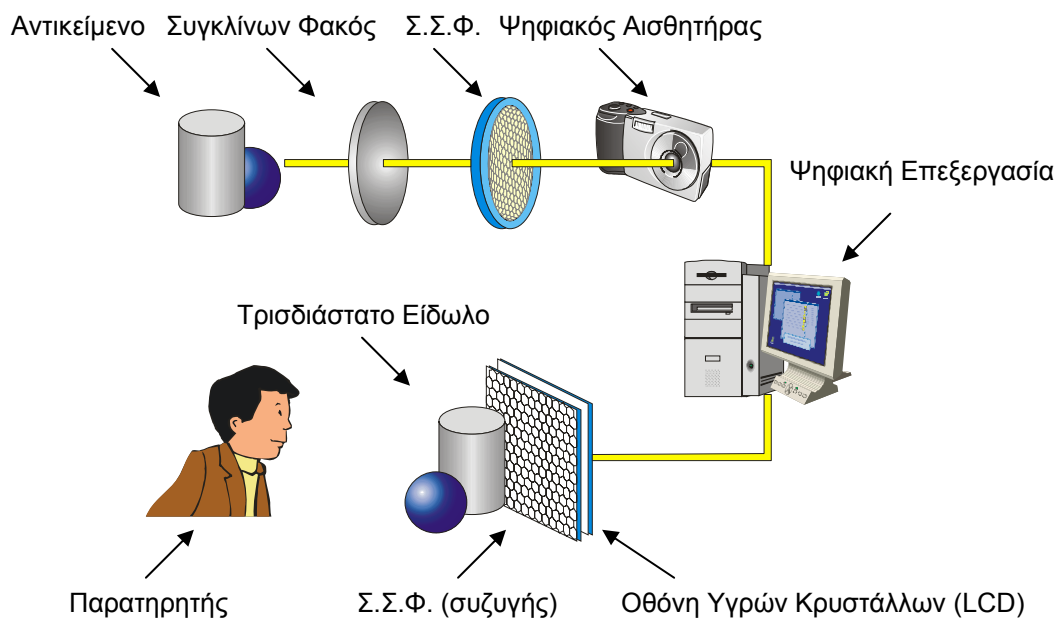 Αντικείμενο Συγκλίνων Φακός Σ.Σ.Φ. Ψηφιακός Αισθητήρας
Ψηφιακή Επεξεργασία
Τρισδιάστατο Είδωλο
Παρατηρητής Σ.Σ.Φ. (συζυγής) Οθόνη Υγρών Κρυστάλλων (LCD)